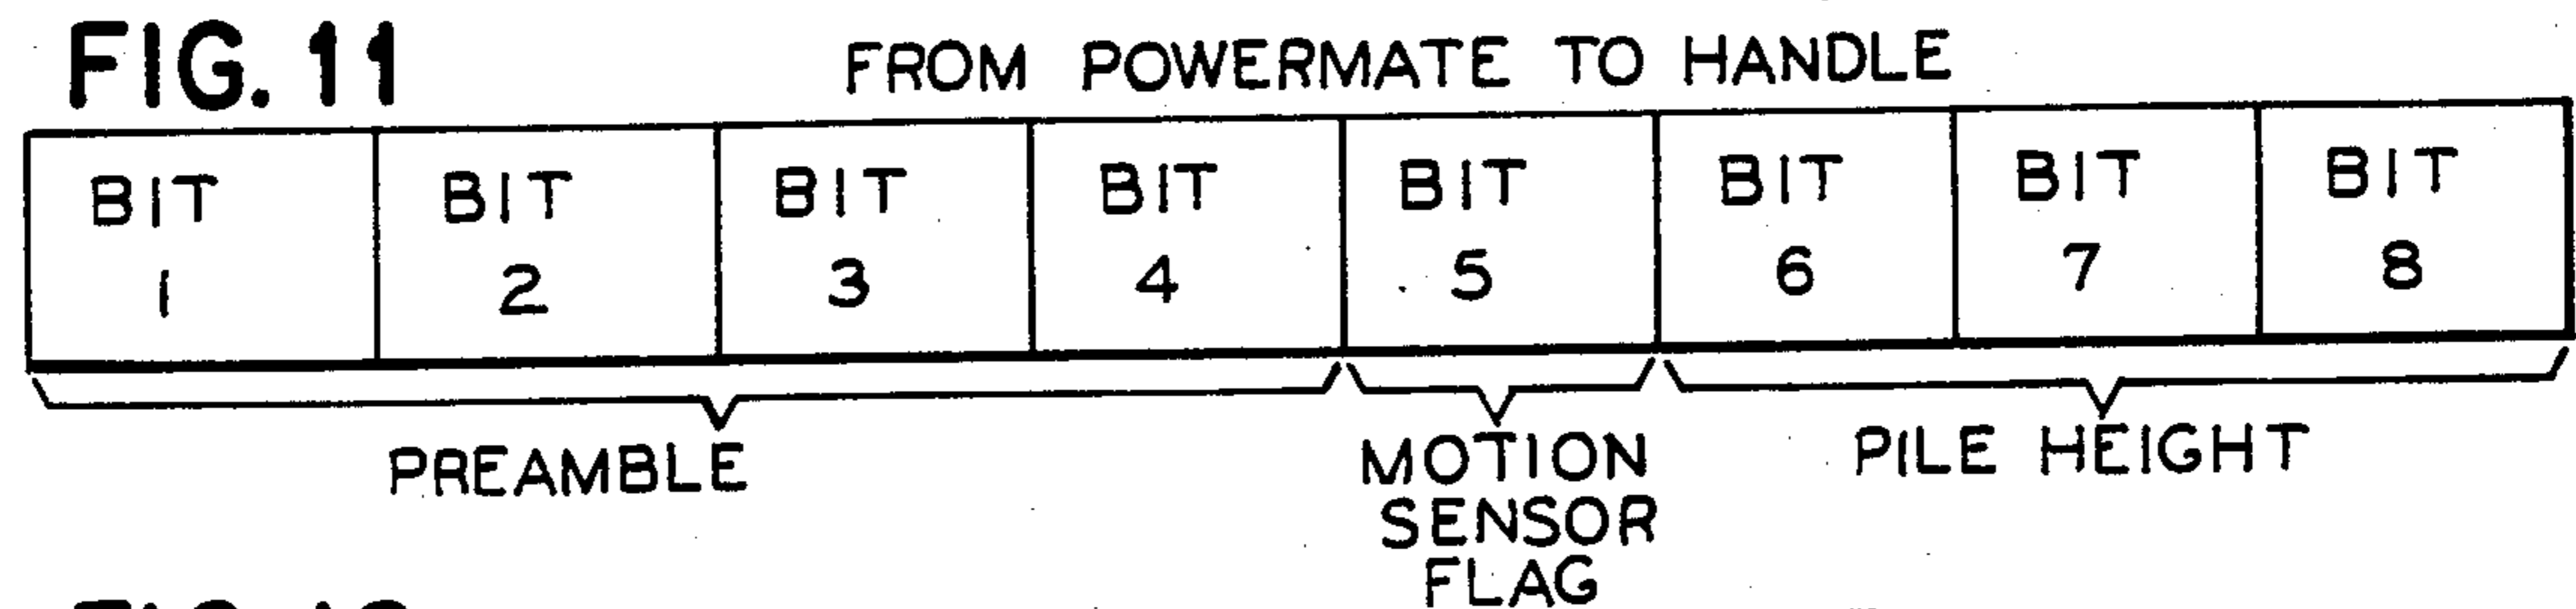 FIG. 11
FROM POWERMATE TO HANDLE
BIT 1
BIT 2
BIT 3
BIT 4
BIT 5
BIT 6
BIT 7
BIT 8
PREAMBLE
MOTION
SENSOR
FLAG
PILE HEIGHT